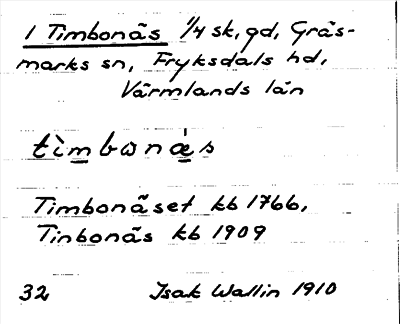 1 Timbonäs 1/4 sk, gd, Gräs-
marks sn, Fryksdals hd,
Värmlands län
tìmbωnǽs
Timbonäset kb 1766,
Tinbonäs kb 1909
32 Isak Wallin 1910